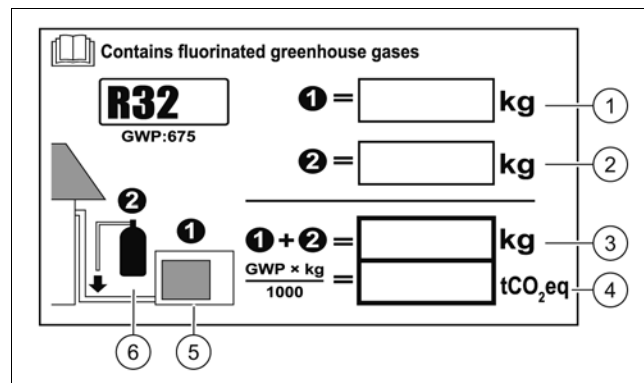 Contains fluorinated greenhouse gases
R32
GWP:675
❶ = kg
1
❷ = kg
2
❷
❶
❶+❷ = kg
3
GWP × kg
1000
= tCO₂eq
4
6
5